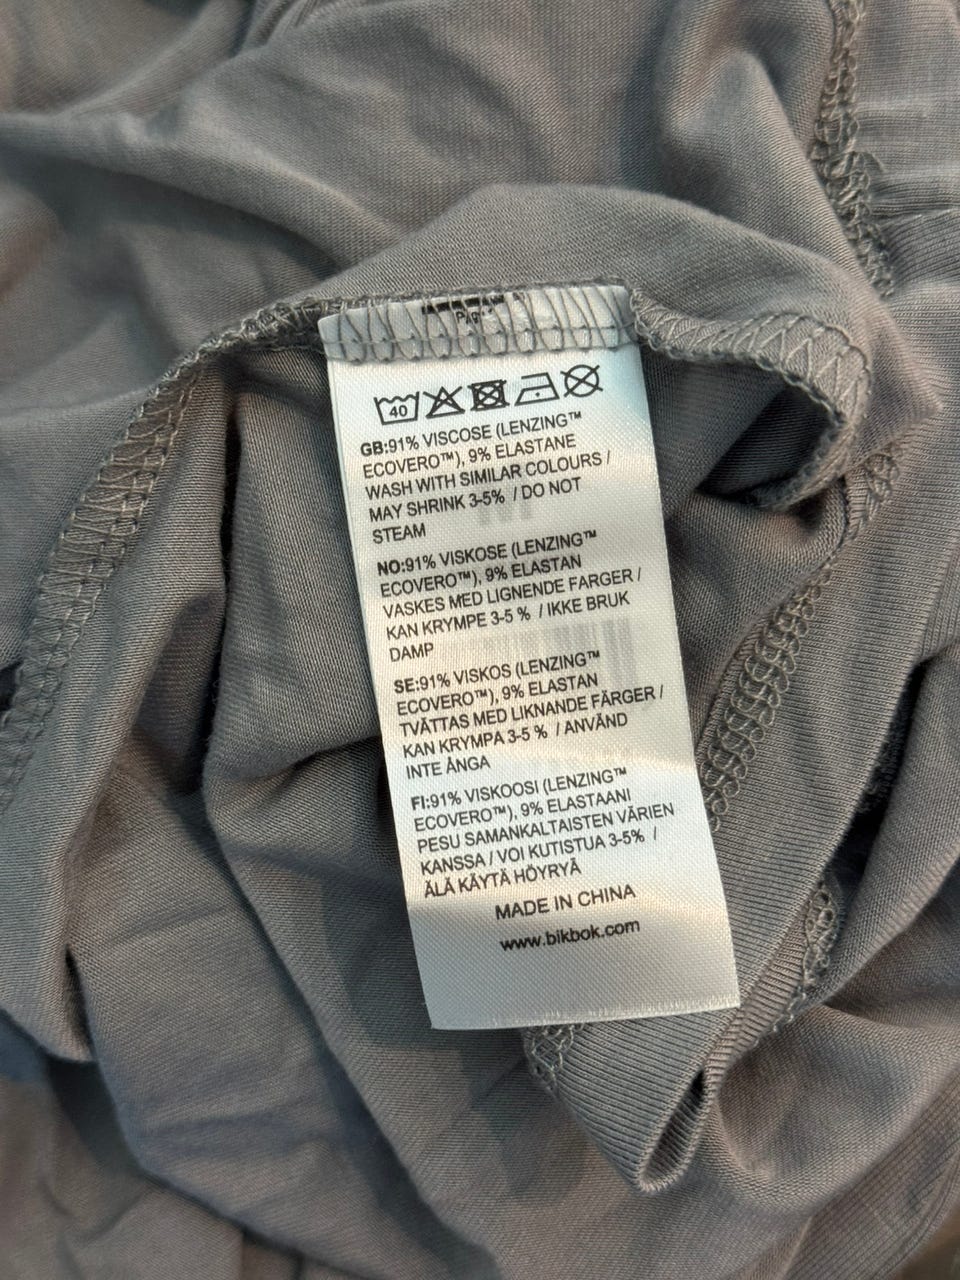 40
GB:91% VISCOSE (LENZING™
ECOVERO™), 9% ELASTANE
WASH WITH SIMILAR COLOURS /
MAY SHRINK 3-5% / DO NOT
STEAM
NO:91% VISKOSE (LENZING™
ECOVERO™), 9% ELASTAN
VASKES MED LIGNENDE FARGER /
KAN KRYMPE 3-5 % / IKKE BRUK
DAMP
SE:91% VISKOS (LENZING™
ECOVERO™), 9% ELASTAN
TVÄTTAS MED LIKNANDE FÄRGER /
KAN KRYMPA 3-5 % / ANVÄND
INTE ÅNGA
FI:91% VISKOOSI (LENZING™
ECOVERO™), 9% ELASTAANI
PESU SAMANKALTAISTEN VÄRIEN
KANSSA / VOI KUTISTUA 3-5% /
ÄLÄ KÄYTÄ HÖYRYÄ
MADE IN CHINA
www.bikbok.com